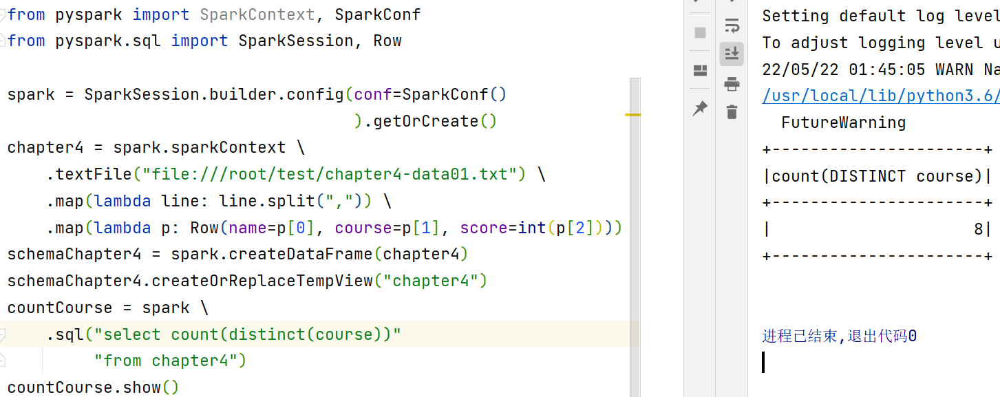 from pyspark import SparkContext, SparkConf
from pyspark.sql import SparkSession, Row
spark = SparkSession.builder.config(conf=SparkConf()
).getOrCreate()
chapter4 = spark.sparkContext \
.textFile("file:///root/test/chapter4-data01.txt") \
.map(lambda line: line.split(",")) \
.map(lambda p: Row(name=p[0], course=p[1], score=int(p[2])))
schemaChapter4 = spark.createDataFrame(chapter4)
schemaChapter4.createOrReplaceTempView("chapter4")
countCourse = spark \
.sql("select count(distinct(course))"
"from chapter4")
countCourse.show()
Setting default log level
To adjust logging level u
22/05/22 01:45:05 WARN Na
/usr/local/lib/python3.6/
FutureWarning
+----------------------+
|count(DISTINCT course)|
+----------------------+
|                     8|
+----------------------+
进程已结束,退出代码0